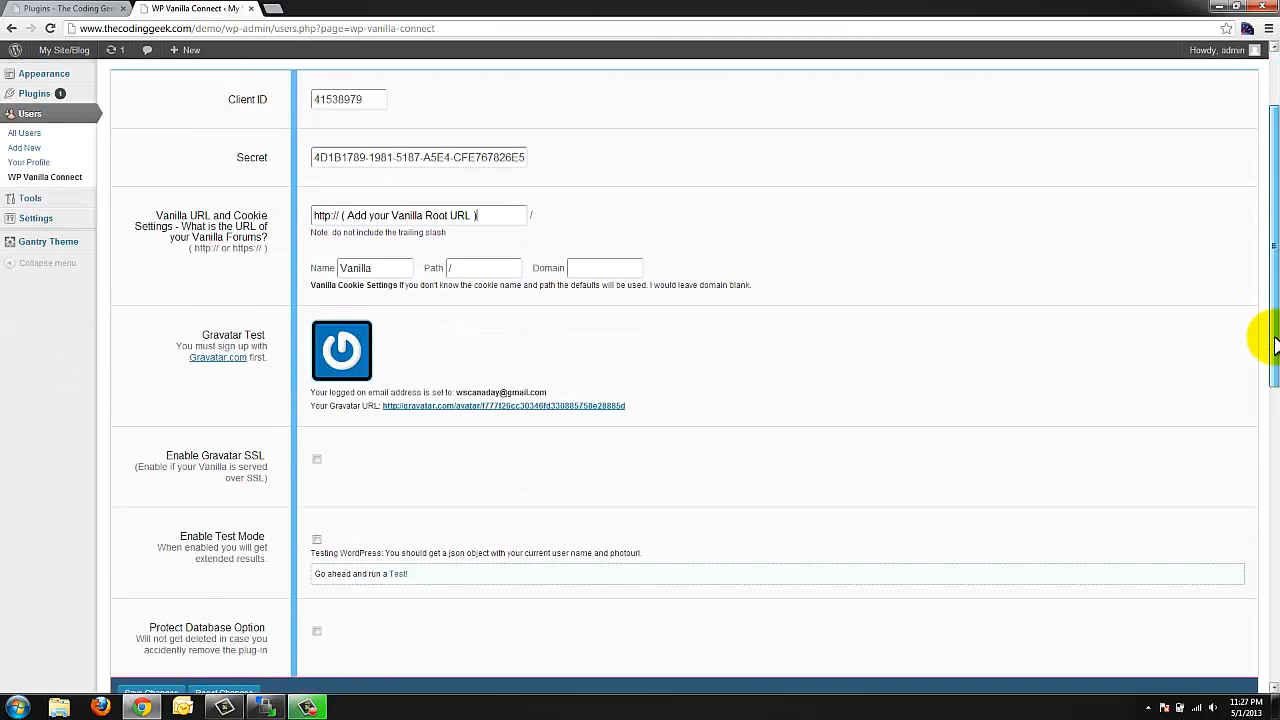 Plugins - The Coding Gee
WP Vanilla Connect ‹ My
www.thecodinggeek.com/demo/wp-admin/users.php?page=wp-vanilla-connect
My Site/Blog
1
New
Howdy, admin
Appearance
Plugins 1
Users
All Users
Add New
Your Profile
WP Vanilla Connect
Tools
Settings
Gantry Theme
Collapse menu
Client ID
41538979
Secret
4D1B1789-1981-5187-A5E4-CFE767826E5
Vanilla URL and Cookie
Settings - What is the URL of
your Vanilla Forums?
( http:// or https:// )
http:// ( Add your Vanilla Root URL ) /
Note: do not include the trailing slash
Name Vanilla Path / Domain
Vanilla Cookie Settings If you don't know the cookie name and path the defaults will be used. I would leave domain blank.
Gravatar Test
You must sign up with
Gravatar.com first.
Your logged on email address is set to: wscanaday@gmail.com
Your Gravatar URL: http://gravatar.com/avatar/f777f26cc30346fd330885758e28885d
Enable Gravatar SSL
(Enable if your Vanilla is served
over SSL)
Enable Test Mode
When enabled you will get
extended results.
Testing WordPress: You should get a json object with your current user name and photourl.
Go ahead and run a Test!
Protect Database Option
Will not get deleted in case you
accidently remove the plug-in
Save Changes
Reset Changes
11:27 PM
5/1/2013